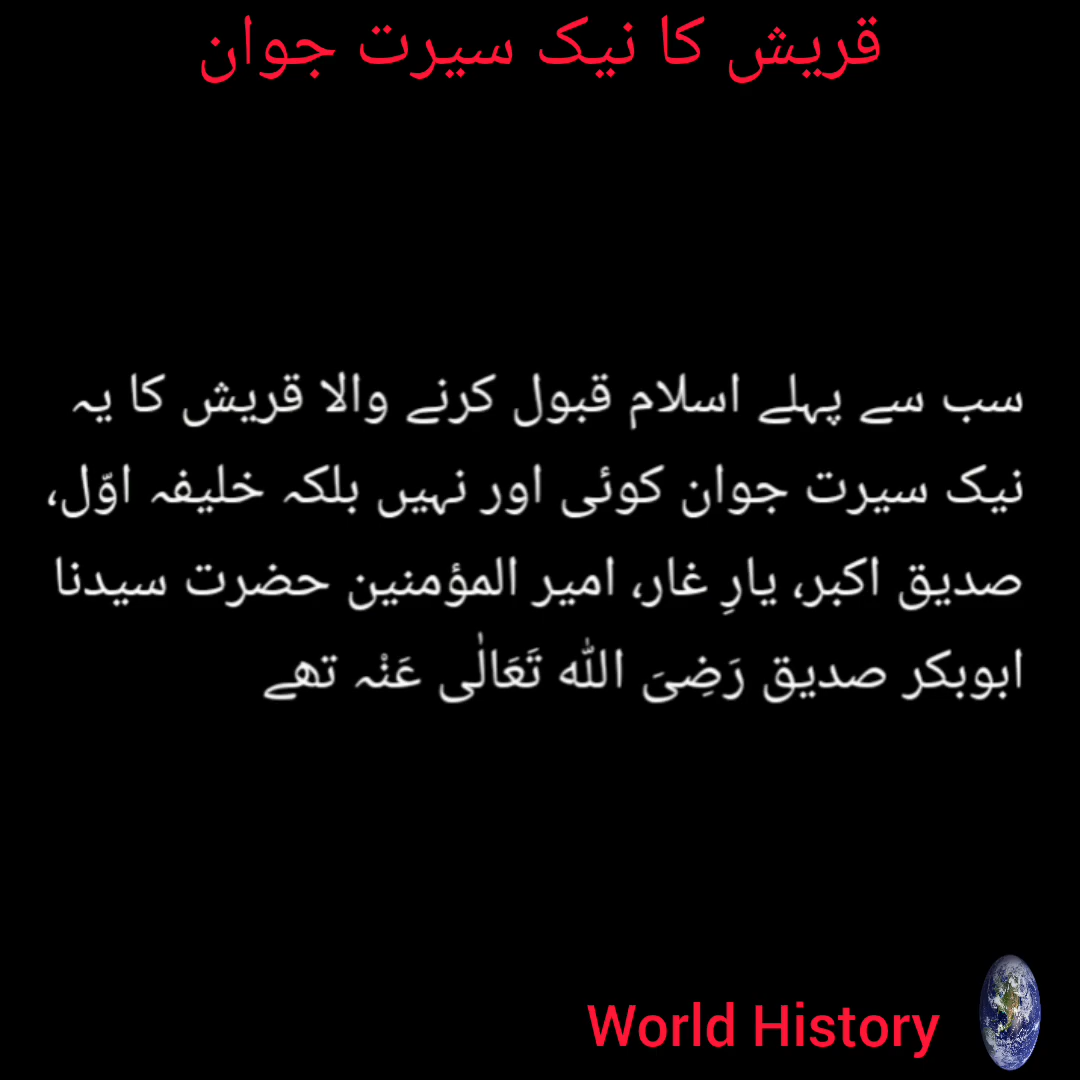 قریش کا نیک سیرت جوان
سب سے پہلے اسلام قبول کرنے والا قریش کا یہ
نیک سیرت جوان کوئی اور نہیں بلکہ خلیفہ اوّل،
صدیق اکبر، یارِ غار، امیر المؤمنین حضرت سیدنا
ابوبکر صدیق رَضِیَ اللہ تَعَالٰی عَنْہ تھے
World History